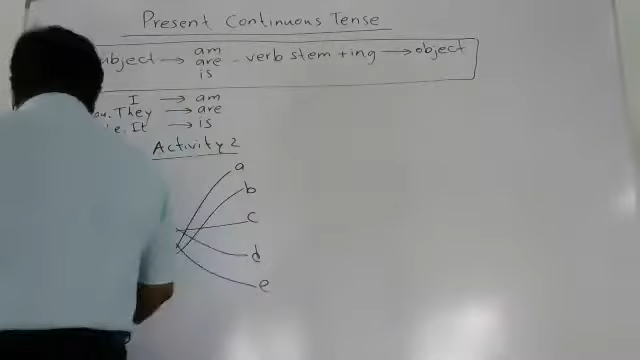 Present Continuous Tense
am
ubject → are - verb stem + ing → object
is
I → am
They → are
It → is
Activity 2
a
b
c
d
e